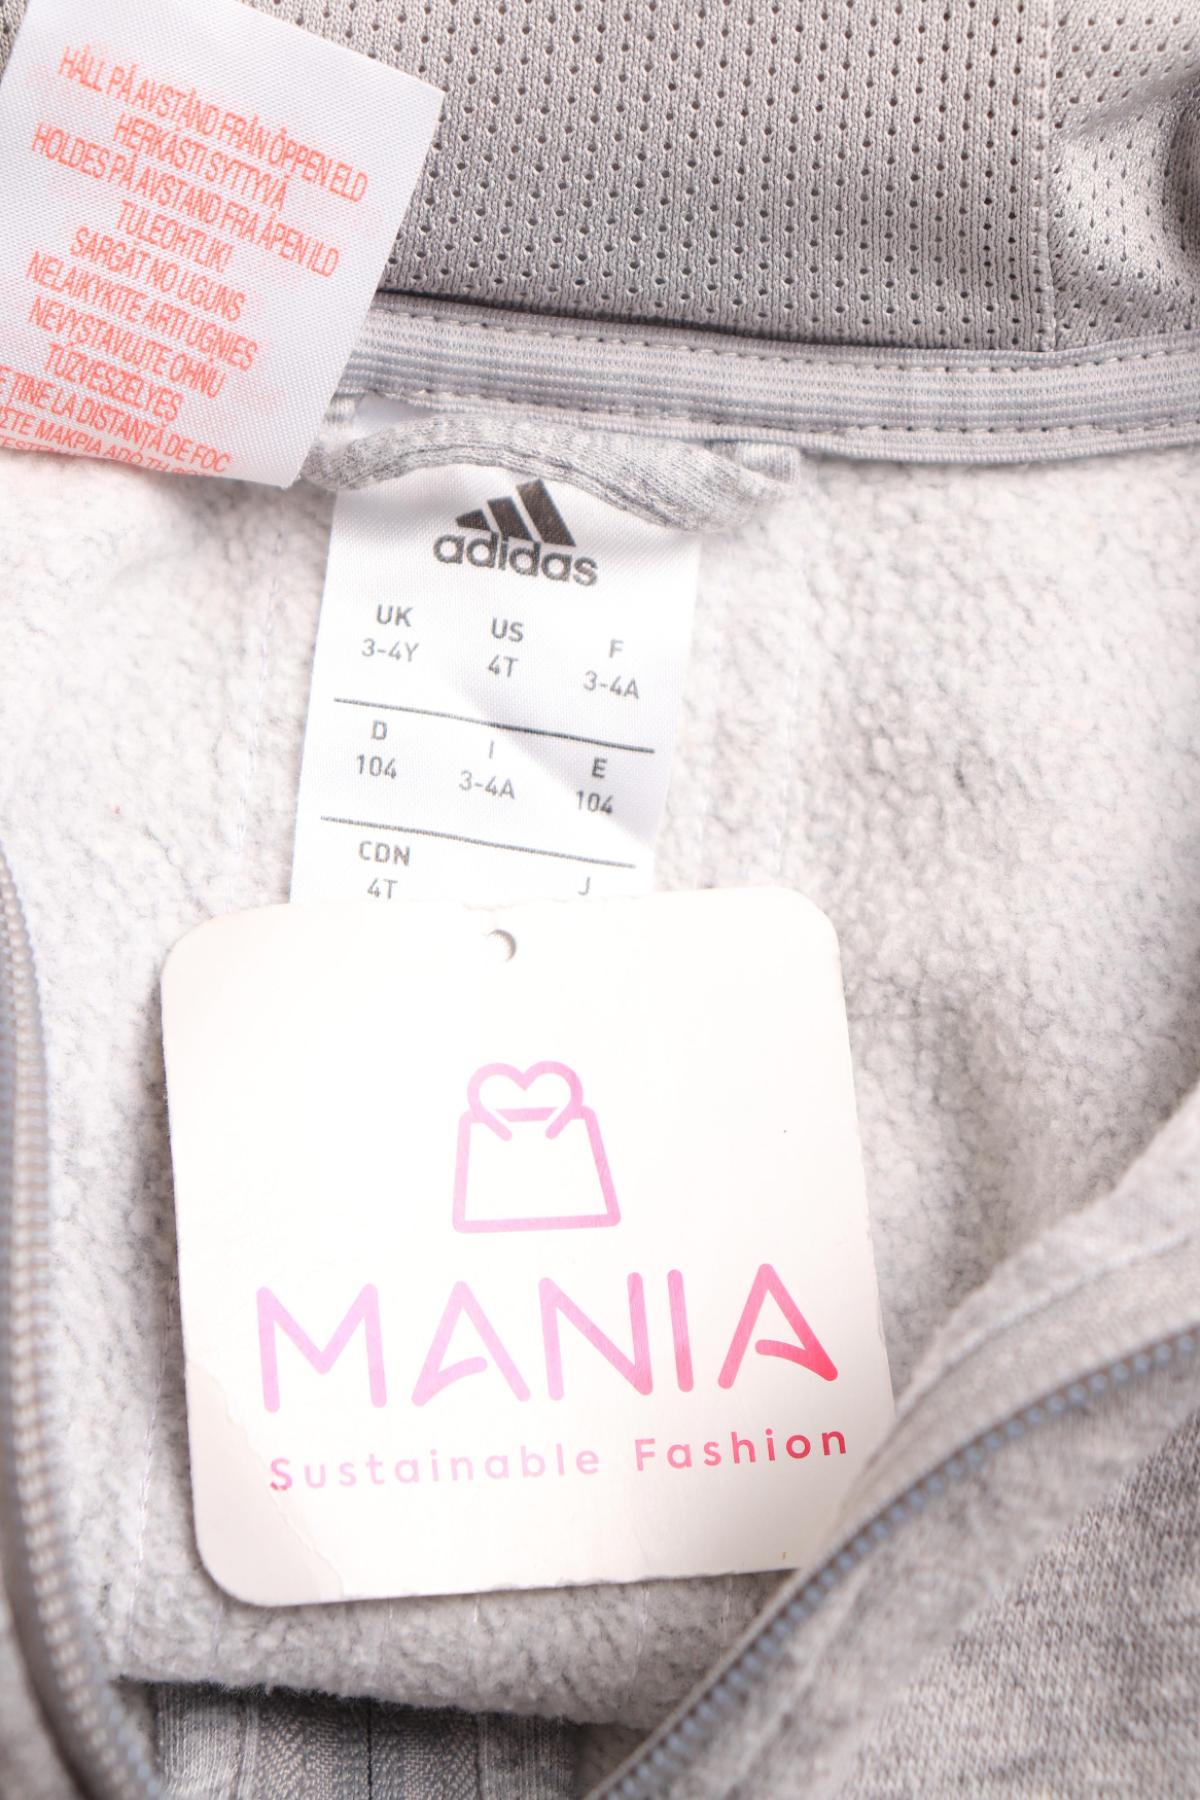 HÅLL PÅ AVSTÅND FRÅN ÖPPEN ELD
HERKÄSTI SYTTYVÄ
HOLDES PÅ AVSTAND FRA ÅPEN ILD
TULEOHTLIK!
SARGĀT NO UGUNS
NELAIKYKITE ARTI UGNIES
NEVYSTAVUJTE OHNU
TŰZVESZÉLYES
TINE LA DISTANȚĂ DE FOC
adidas
UK US F
3-4Y 4T 3-4A
D I E
104 3-4A 104
CDN J
4T
MANIA
Sustainable Fashion